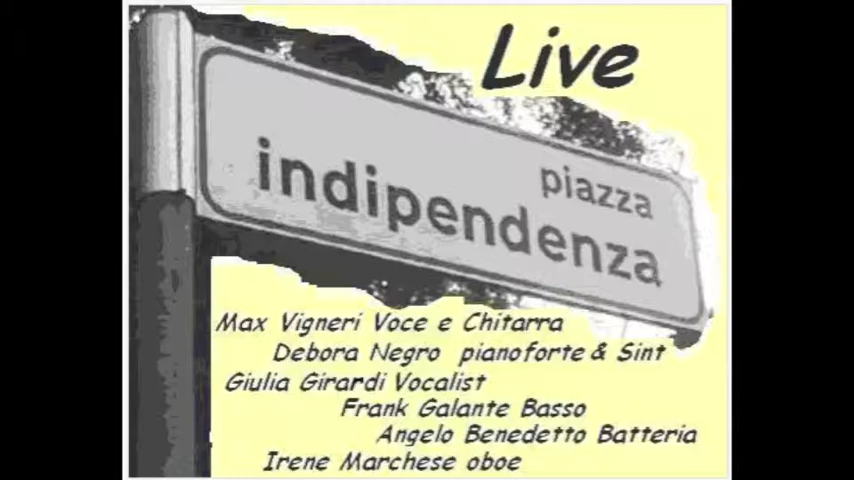 Live
piazza
indipendenza
Max Vigneri Voce e Chitarra
Debora Negro pianoforte & Sint
Giulia Girardi Vocalist
Frank Galante Basso
Angelo Benedetto Batteria
Irene Marchese oboe